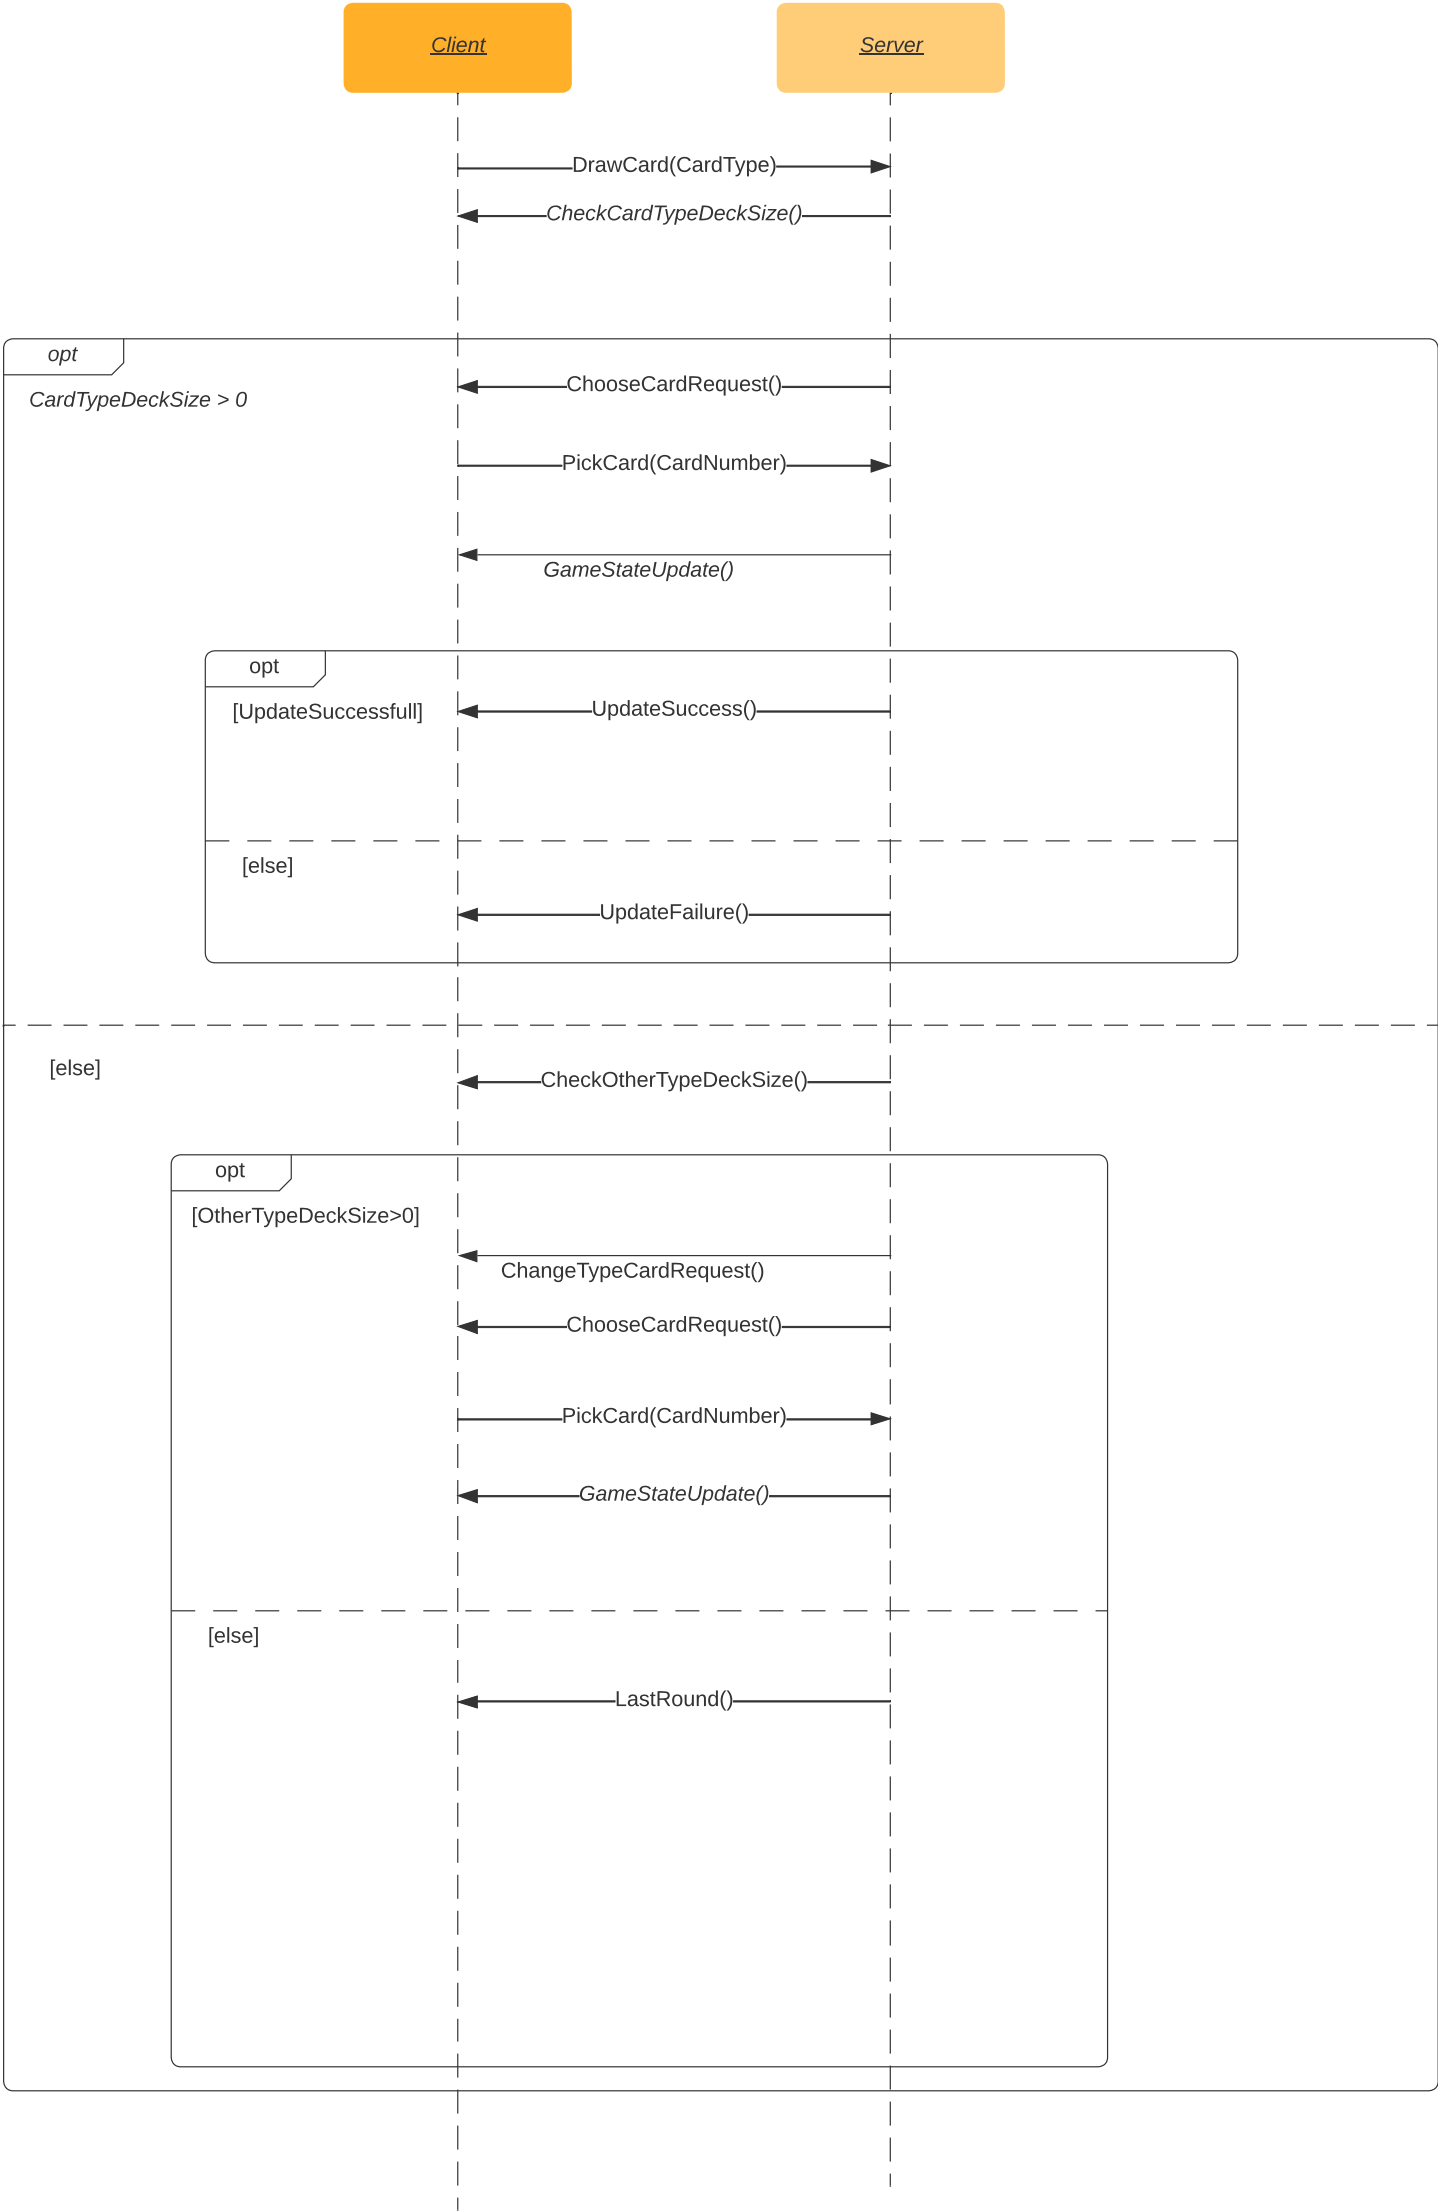 Client
Server
DrawCard(CardType)
CheckCardTypeDeckSize()
opt
ChooseCardRequest()
CardTypeDeckSize > 0
PickCard(CardNumber)
GameStateUpdate()
opt
[UpdateSuccessfull]
UpdateSuccess()
[else]
UpdateFailure()
[else]
CheckOtherTypeDeckSize()
opt
[OtherTypeDeckSize>0]
ChangeTypeCardRequest()
ChooseCardRequest()
PickCard(CardNumber)
GameStateUpdate()
[else]
LastRound()